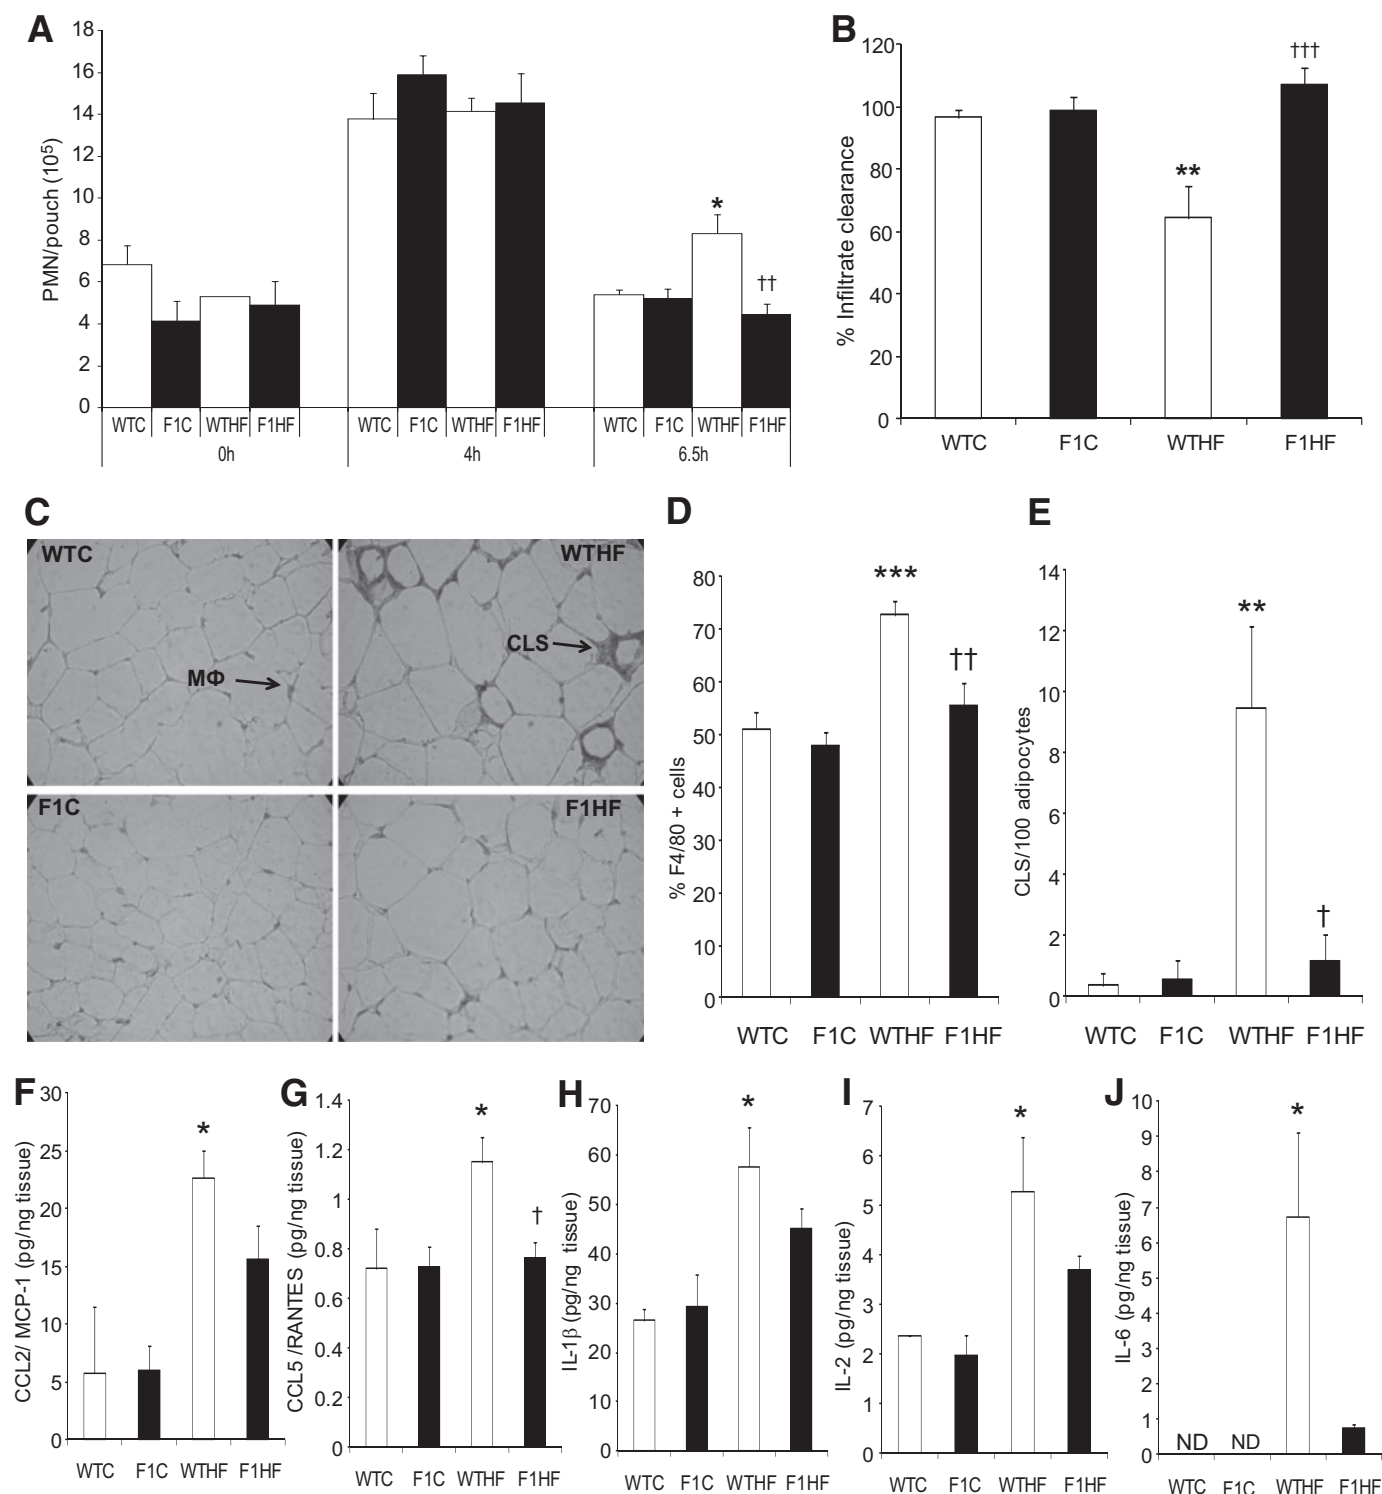 A
PMN/pouch (10⁵)
18
16
14
12
10
8
6
4
2
0
*
††
WTC F1C WTHF F1HF WTC F1C WTHF F1HF WTC F1C WTHF F1HF
0h 4h 6.5h
B
% Infiltrate clearance
120
100
80
60
40
20
0
**
†††
WTC F1C WTHF F1HF
C
WTC
MΦ
WTHF
CLS
F1C
F1HF
D
% F4/80 + cells
80
70
60
50
40
30
20
10
0
***
††
WTC F1C WTHF F1HF
E
CLS/100 adipocytes
14
12
10
8
6
4
2
0
**
†
WTC F1C WTHF F1HF
F
CCL2/ MCP-1 (pg/ng tissue)
30
25
20
15
10
5
0
*
WTC F1C WTHF F1HF
G
CCL5 /RANTES (pg/ng tissue)
1.4
1.2
1
0.8
0.6
0.4
0.2
0
*
†
WTC F1C WTHF F1HF
H
IL-1β (pg/ng tissue)
70
60
50
40
30
20
10
0
*
WTC F1C WTHF F1HF
I
IL-2 (pg/ng tissue)
7
6
5
4
3
2
1
0
*
WTC F1C WTHF F1HF
J
IL-6 (pg/ng tissue)
10
9
8
7
6
5
4
3
2
1
0
*
ND ND
WTC F1C WTHF F1HF